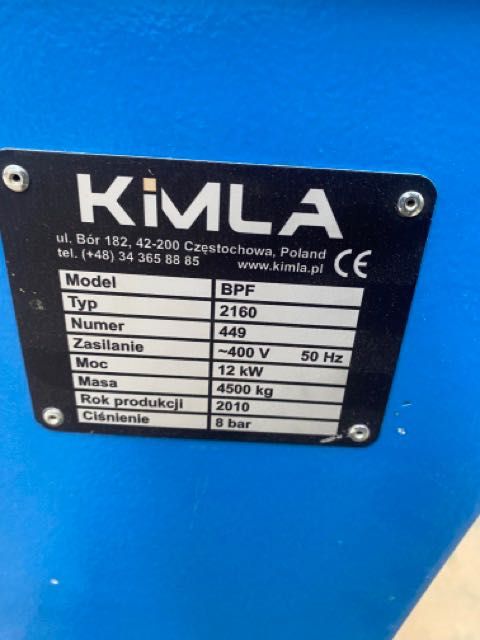 KiMLA
ul. Bór 182, 42-200 Częstochowa, Poland
tel. (+48) 34 365 88 85 www.kimla.pl CE
Model BPF
Typ 2160
Numer 449
Zasilanie ~400 V 50 Hz
Moc 12 kW
Masa 4500 kg
Rok produkcji 2010
Ciśnienie 8 bar